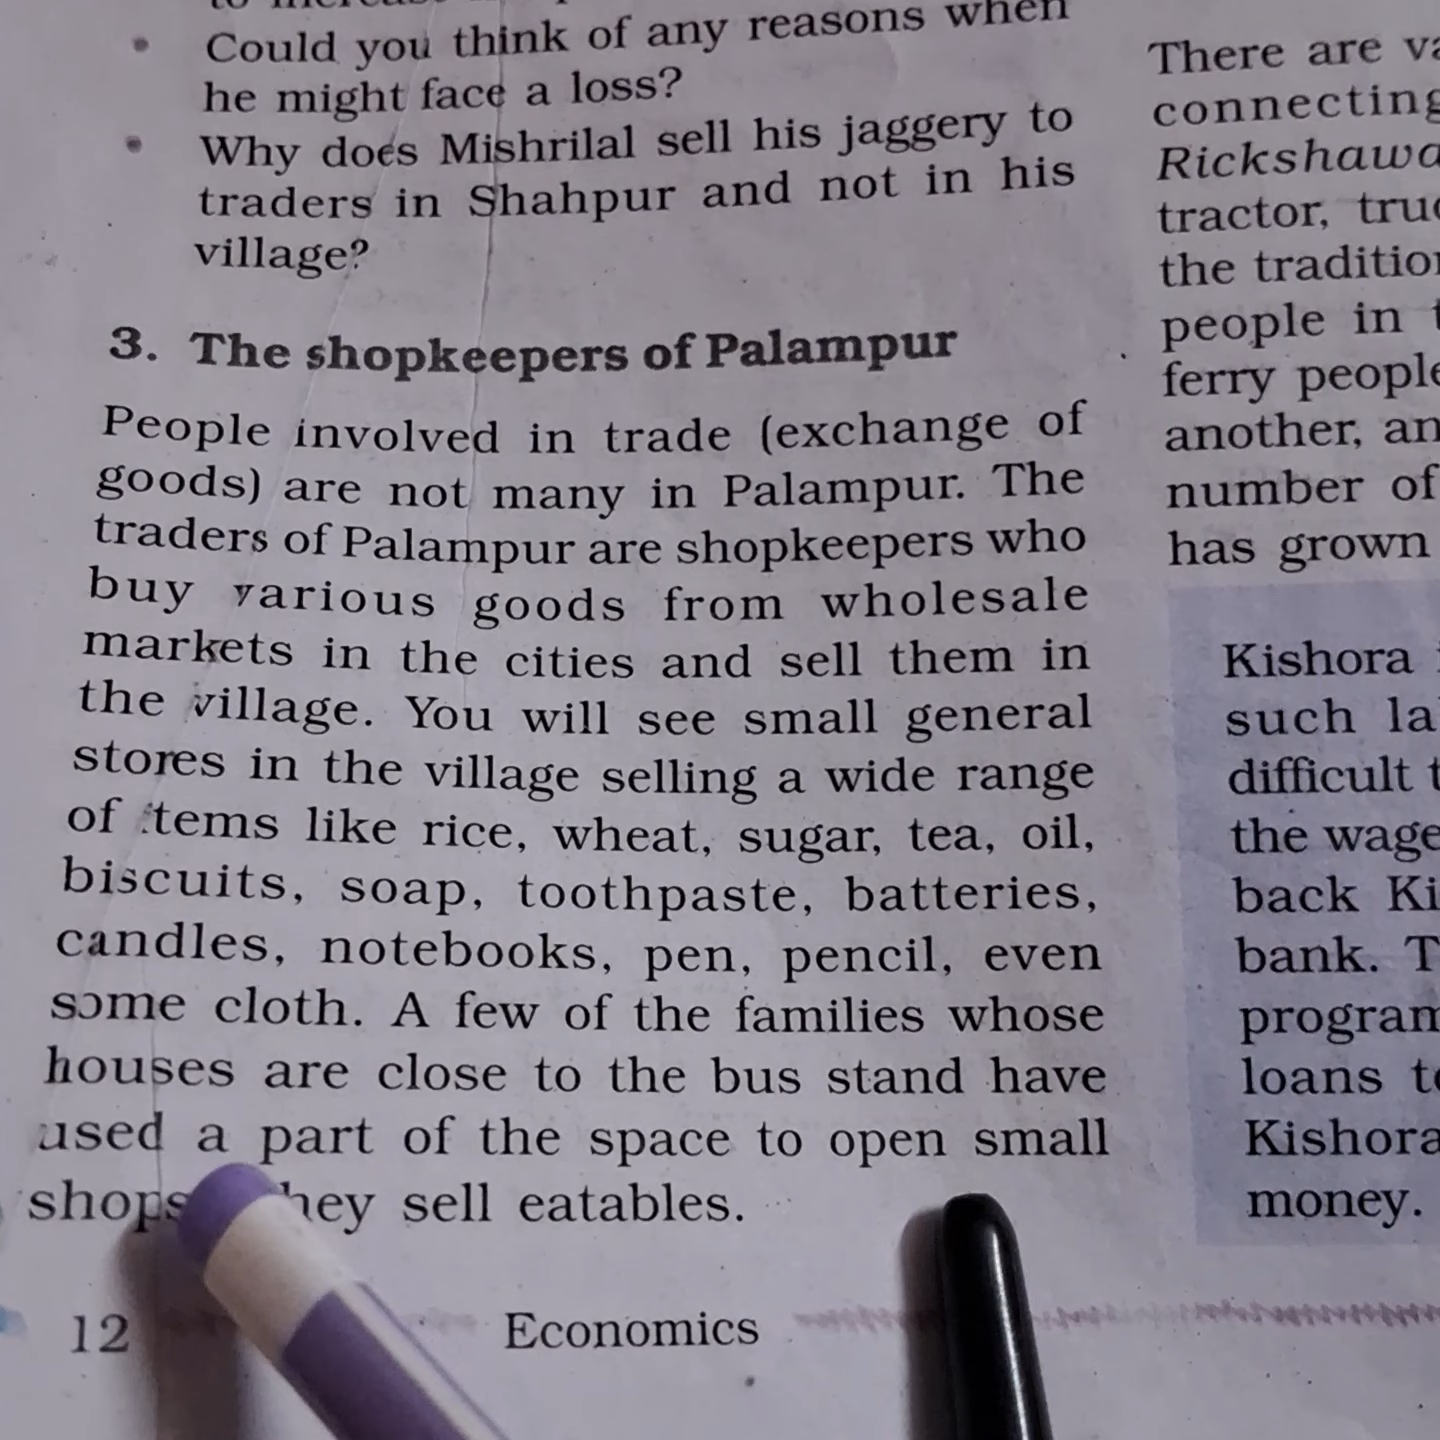 Could you think of any reasons when
he might face a loss?
Why does Mishrilal sell his jaggery to
traders in Shahpur and not in his
village?
3. The shopkeepers of Palampur
People involved in trade (exchange of
goods) are not many in Palampur. The
traders of Palampur are shopkeepers who
buy various goods from wholesale
markets in the cities and sell them in
the village. You will see small general
stores in the village selling a wide range
of items like rice, wheat, sugar, tea, oil,
biscuits, soap, toothpaste, batteries,
candles, notebooks, pen, pencil, even
some cloth. A few of the families whose
houses are close to the bus stand have
used a part of the space to open small
shops. They sell eatables.
12
Economics
There are
connecting
tractor,
the
people in
ferry
another,
number of
has grown
Kishora
such
difficult
the
back
bank.
loans
Kishora
money.